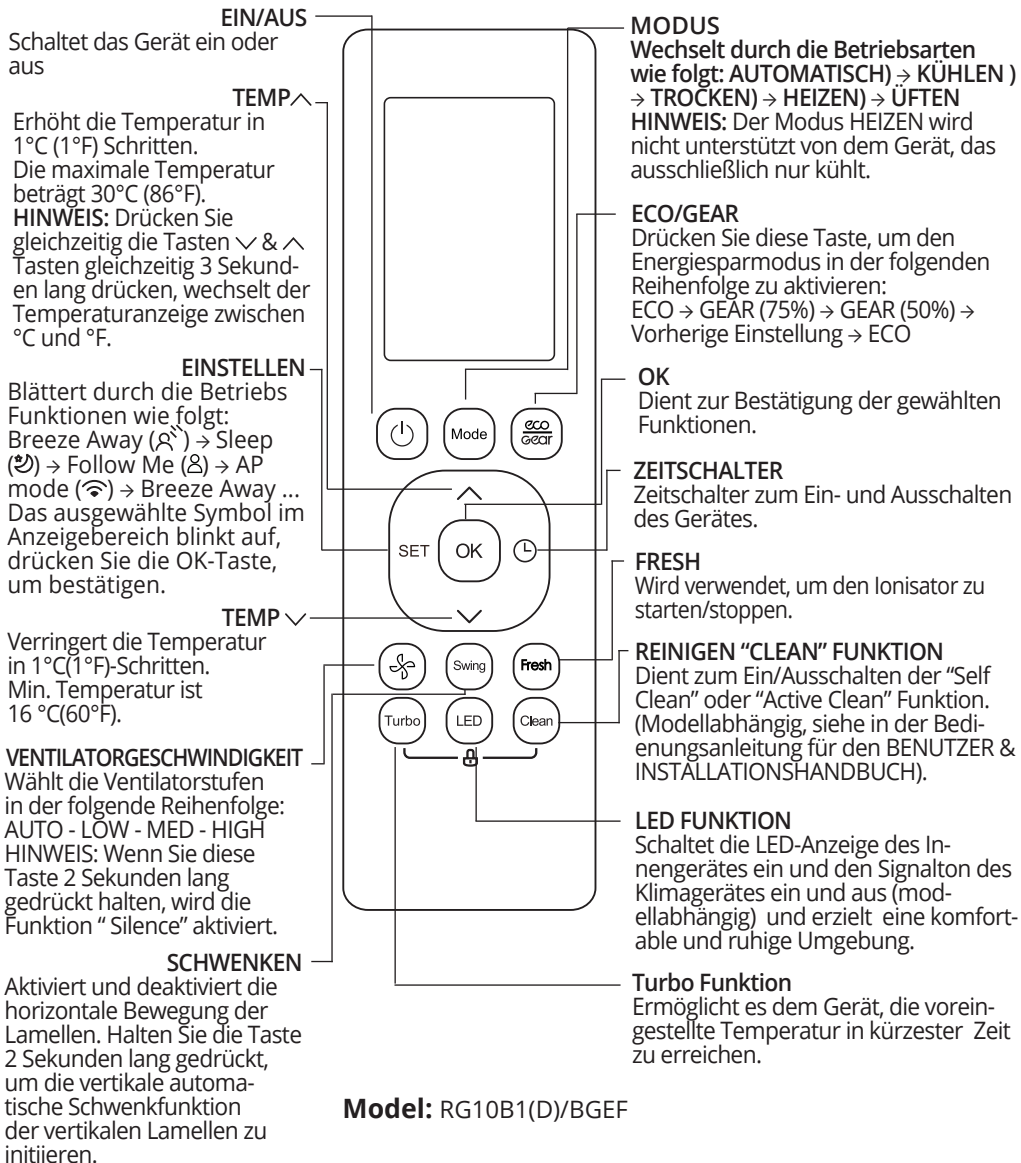 EIN/AUS
Schaltet das Gerät ein oder
aus
TEMP
Erhöht die Temperatur in
1°C (1°F) Schritten.
Die maximale Temperatur
beträgt 30°C (86°F).
HINWEIS: Drücken Sie
gleichzeitig die Tasten ∨ & ∧
Tasten gleichzeitig 3 Sekund-
en lang drücken, wechselt der
Temperaturanzeige zwischen
°C und °F.
EINSTELLEN
Blättert durch die Betriebs
Funktionen wie folgt:
Breeze Away ( ) → Sleep
( ) → Follow Me ( ) → AP
mode ( ) → Breeze Away ...
Das ausgewählte Symbol im
Anzeigebereich blinkt auf,
drücken Sie die OK-Taste,
um bestätigen.
TEMP
Verringert die Temperatur
in 1°C(1°F)-Schritten.
Min. Temperatur ist
16 °C(60°F).
VENTILATORGESCHWINDIGKEIT
Wählt die Ventilatorstufen
in der folgende Reihenfolge:
AUTO - LOW - MED - HIGH
HINWEIS: Wenn Sie diese
Taste 2 Sekunden lang
gedrückt halten, wird die
Funktion “ Silence” aktiviert.
SCHWENKEN
Aktiviert und deaktiviert die
horizontale Bewegung der
Lamellen. Halten Sie die Taste
2 Sekunden lang gedrückt,
um die vertikale automa-
tische Schwenkfunktion
der vertikalen Lamellen zu
initiieren.
Mode
eco
Gear
SET
OK
Swing
Fresh
Turbo
LED
Clean
MODUS
Wechselt durch die Betriebsarten
wie folgt: AUTOMATISCH) → KÜHLEN )
→ TROCKEN) → HEIZEN) → ÜFTEN
HINWEIS: Der Modus HEIZEN wird
nicht unterstützt von dem Gerät, das
ausschließlich nur kühlt.
ECO/GEAR
Drücken Sie diese Taste, um den
Energiesparmodus in der folgenden
Reihenfolge zu aktivieren:
ECO → GEAR (75%) → GEAR (50%) →
Vorherige Einstellung → ECO
OK
Dient zur Bestätigung der gewählten
Funktionen.
ZEITSCHALTER
Zeitschalter zum Ein- und Ausschalten
des Gerätes.
FRESH
Wird verwendet, um den Ionisator zu
starten/stoppen.
REINIGEN “CLEAN” FUNKTION
Dient zum Ein/Ausschalten der “Self
Clean” oder “Active Clean” Funktion.
(Modellabhängig, siehe in der Bedi-
enungsanleitung für den BENUTZER &
INSTALLATIONSHANDBUCH).
LED FUNKTION
Schaltet die LED-Anzeige des In-
nengerätes ein und den Signalton des
Klimagerätes ein und aus (mod-
ellabhängig) und erzielt eine komfort-
able und ruhige Umgebung.
Turbo Funktion
Ermöglicht es dem Gerät, die vorein-
gestellte Temperatur in kürzester Zeit
zu erreichen.
Model: RG10B1(D)/BGEF